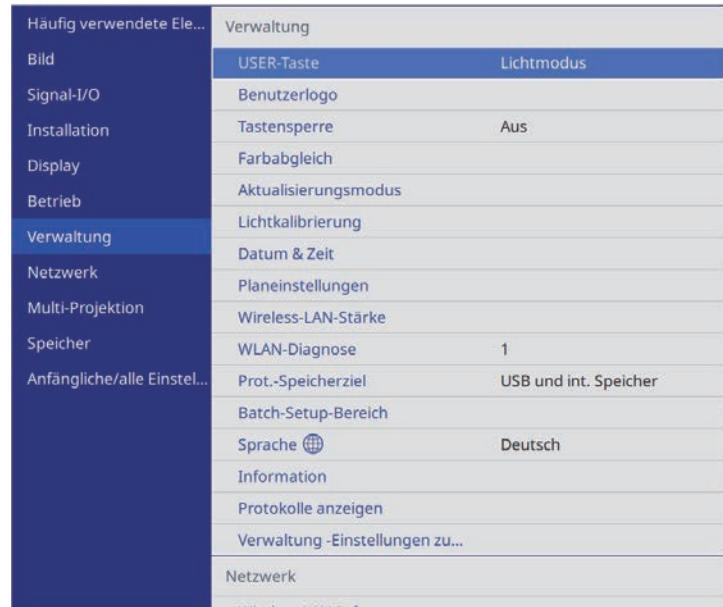 Häufig verwendete Ele...
Bild
Signal-I/O
Installation
Display
Betrieb
Verwaltung
Netzwerk
Multi-Projektion
Speicher
Anfängliche/alle Einstel...
Verwaltung
USER-Taste Lichtmodus
Benutzerlogo
Tastensperre Aus
Farbabgleich
Aktualisierungsmodus
Lichtkalibrierung
Datum & Zeit
Planeinstellungen
Wireless-LAN-Stärke
WLAN-Diagnose 1
Prot.-Speicherziel USB und int. Speicher
Batch-Setup-Bereich
Sprache Deutsch
Information
Protokolle anzeigen
Verwaltung -Einstellungen zu...
Netzwerk